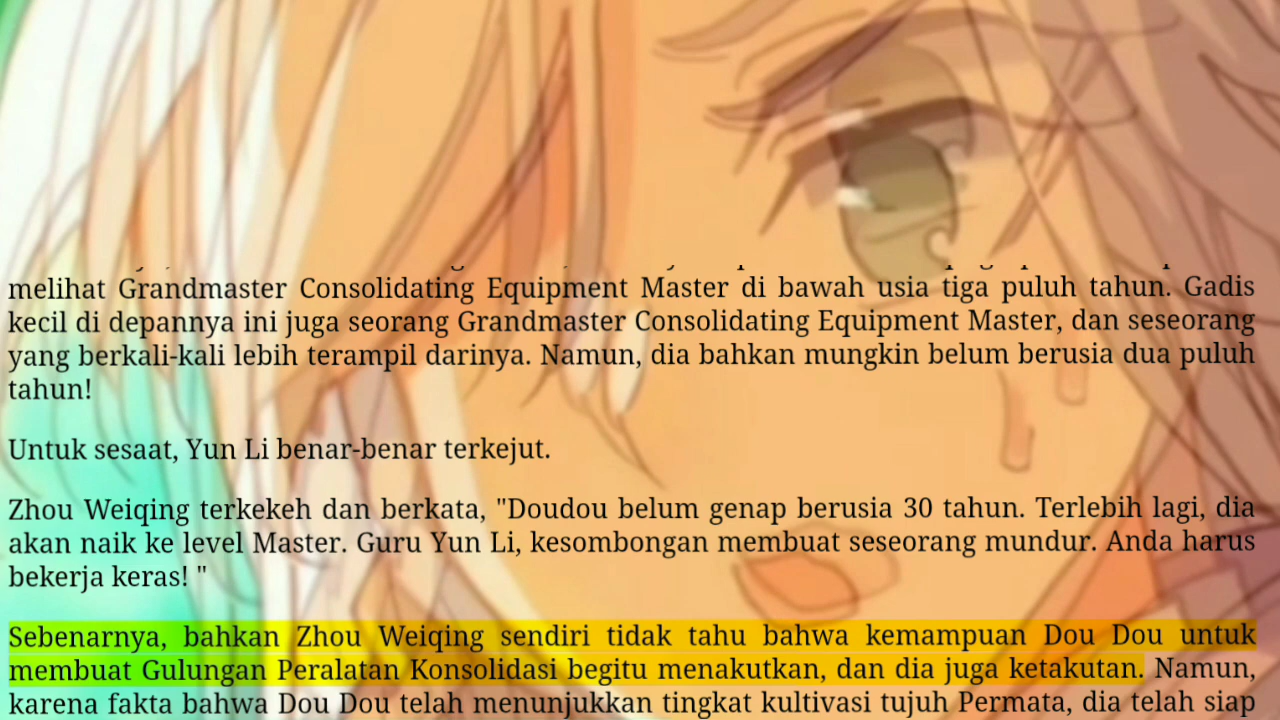 melihat Grandmaster Consolidating Equipment Master di bawah usia tiga puluh tahun. Gadis
kecil di depannya ini juga seorang Grandmaster Consolidating Equipment Master, dan seseorang
yang berkali-kali lebih terampil darinya. Namun, dia bahkan mungkin belum berusia dua puluh
tahun!
Untuk sesaat, Yun Li benar-benar terkejut.
Zhou Weiqing terkekeh dan berkata, "Doudou belum genap berusia 30 tahun. Terlebih lagi, dia
akan naik ke level Master. Guru Yun Li, kesombongan membuat seseorang mundur. Anda harus
bekerja keras! "
Sebenarnya, bahkan Zhou Weiqing sendiri tidak tahu bahwa kemampuan Dou Dou untuk
membuat Gulungan Peralatan Konsolidasi begitu menakutkan, dan dia juga ketakutan. Namun,
karena fakta bahwa Dou Dou telah menunjukkan tingkat kultivasi tujuh Permata, dia telah siap